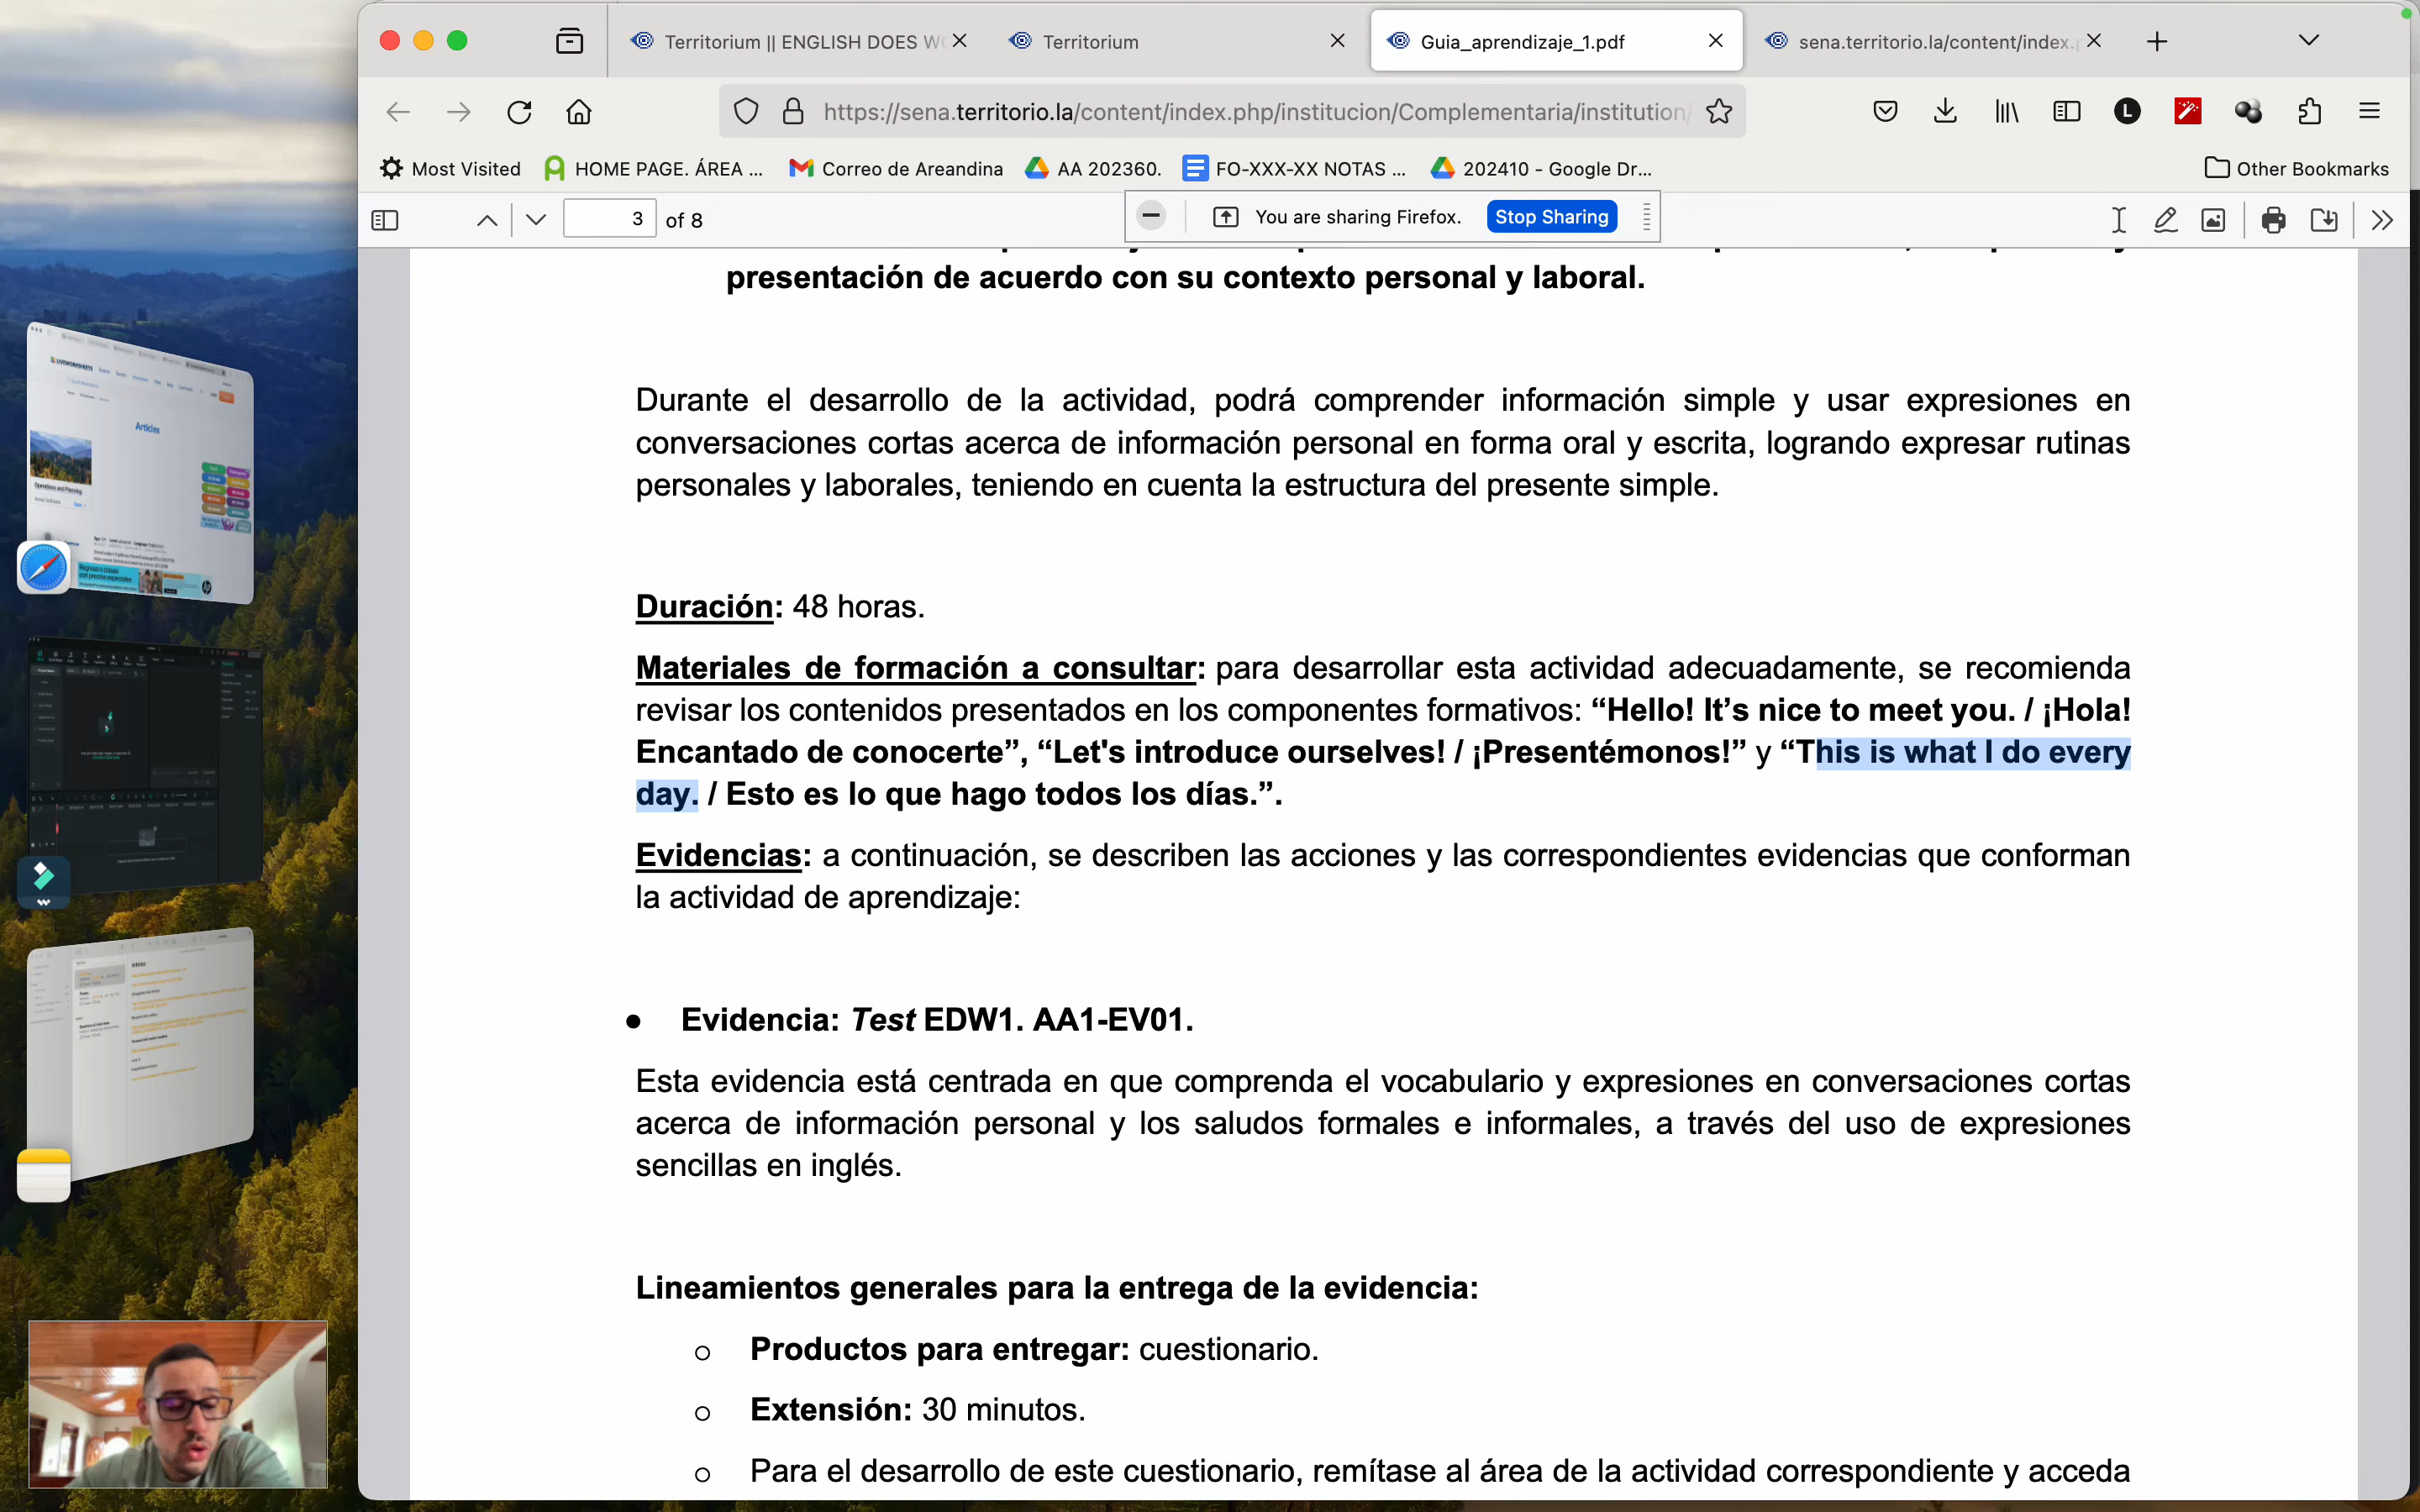 Territorium || ENGLISH DOES WO
Territorium
Guia_aprendizaje_1.pdf
sena.territorio.la/content/index.p
https://sena.territorio.la/content/index.php/institucion/Complementaria/institution/
L
Most Visited
HOME PAGE. ÁREA ...
Correo de Areandina
AA 202360.
FO-XXX-XX NOTAS ...
202410 - Google Dr...
Other Bookmarks
3 of 8
You are sharing Firefox.
Stop Sharing
presentación de acuerdo con su contexto personal y laboral.
Durante el desarrollo de la actividad, podrá comprender información simple y usar expresiones en
conversaciones cortas acerca de información personal en forma oral y escrita, logrando expresar rutinas
personales y laborales, teniendo en cuenta la estructura del presente simple.
Duración: 48 horas.
Materiales de formación a consultar: para desarrollar esta actividad adecuadamente, se recomienda
revisar los contenidos presentados en los componentes formativos: “Hello! It’s nice to meet you. / ¡Hola!
Encantado de conocerte”, “Let's introduce ourselves! / ¡Presentémonos!” y “This is what I do every
day. / Esto es lo que hago todos los días.”.
Evidencias: a continuación, se describen las acciones y las correspondientes evidencias que conforman
la actividad de aprendizaje:
● Evidencia: Test EDW1. AA1-EV01.
Esta evidencia está centrada en que comprenda el vocabulario y expresiones en conversaciones cortas
acerca de información personal y los saludos formales e informales, a través del uso de expresiones
sencillas en inglés.
Lineamientos generales para la entrega de la evidencia:
○ Productos para entregar: cuestionario.
○ Extensión: 30 minutos.
○ Para el desarrollo de este cuestionario, remítase al área de la actividad correspondiente y acceda
LIVEWORKSHEETS
Articles
Operations and Planning